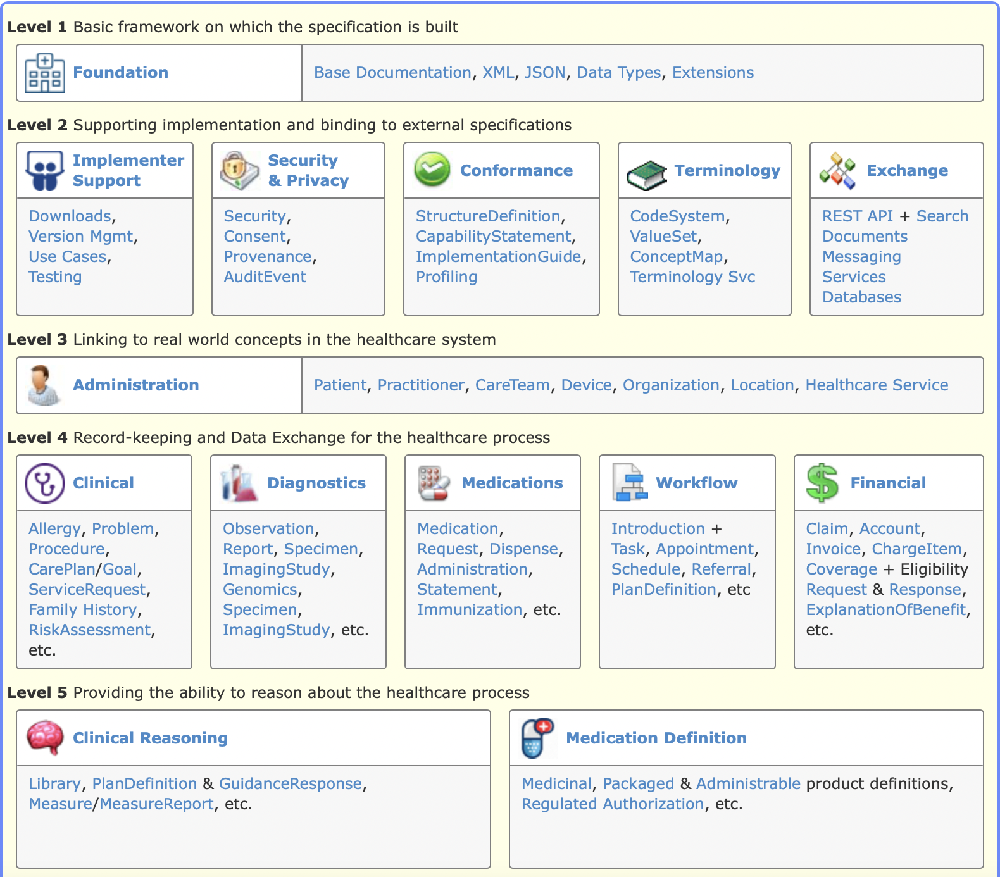 Level 1 Basic framework on which the specification is built
Foundation
Base Documentation, XML, JSON, Data Types, Extensions
Level 2 Supporting implementation and binding to external specifications
Implementer
Support
Downloads,
Version Mgmt,
Use Cases,
Testing
Security
& Privacy
Security,
Consent,
Provenance,
AuditEvent
Conformance
StructureDefinition,
CapabilityStatement,
ImplementationGuide,
Profiling
Terminology
CodeSystem,
ValueSet,
ConceptMap,
Terminology Svc
Exchange
REST API + Search
Documents
Messaging
Services
Databases
Level 3 Linking to real world concepts in the healthcare system
Administration
Patient, Practitioner, CareTeam, Device, Organization, Location, Healthcare Service
Level 4 Record-keeping and Data Exchange for the healthcare process
Clinical
Allergy, Problem,
Procedure,
CarePlan/Goal,
ServiceRequest,
Family History,
RiskAssessment,
etc.
Diagnostics
Observation,
Report, Specimen,
ImagingStudy,
Genomics,
Specimen,
ImagingStudy, etc.
Medications
Medication,
Request, Dispense,
Administration,
Statement,
Immunization, etc.
Workflow
Introduction +
Task, Appointment,
Schedule, Referral,
PlanDefinition, etc
Financial
Claim, Account,
Invoice, ChargeItem,
Coverage + Eligibility
Request & Response,
ExplanationOfBenefit,
etc.
Level 5 Providing the ability to reason about the healthcare process
Clinical Reasoning
Library, PlanDefinition & GuidanceResponse,
Measure/MeasureReport, etc.
Medication Definition
Medicinal, Packaged & Administrable product definitions,
Regulated Authorization, etc.